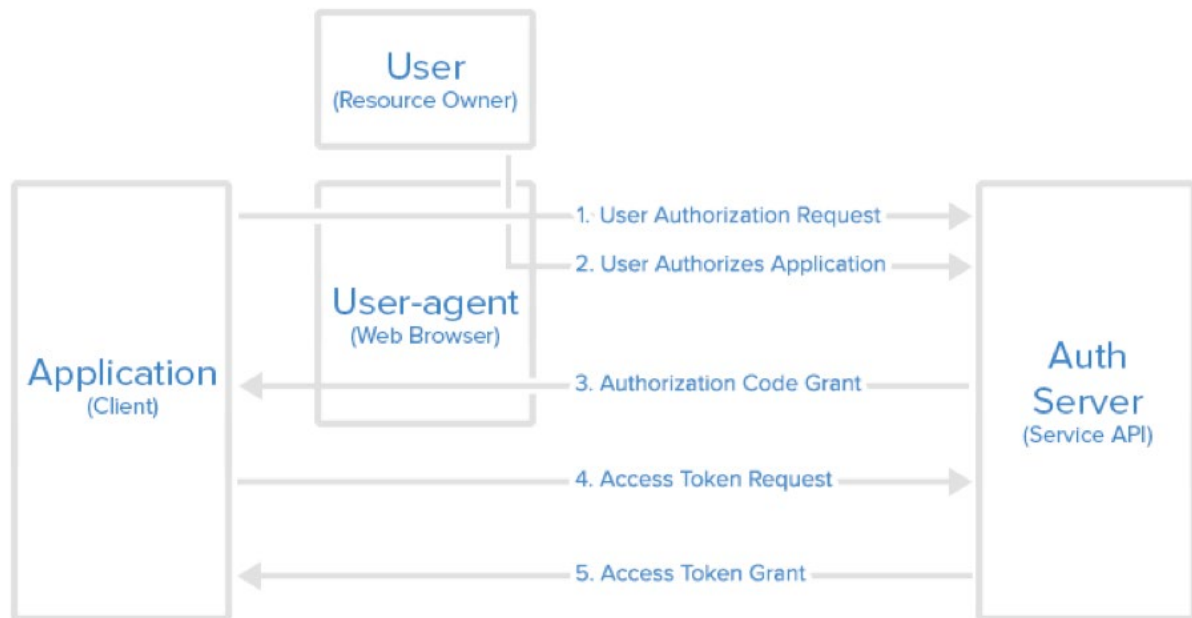 User
(Resource Owner)
1. User Authorization Request
2. User Authorizes Application
User-agent
(Web Browser)
Application
(Client)
3. Authorization Code Grant
Auth
Server
(Service API)
4. Access Token Request
5. Access Token Grant